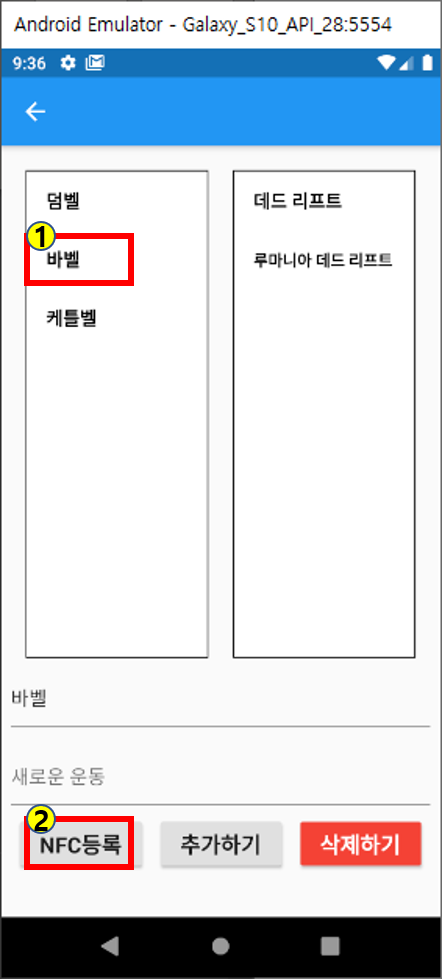 Android Emulator - Galaxy_S10_API_28:5554
9:36
덤벨
1
바벨
케틀벨
데드 리프트
루마니아 데드 리프트
바벨
새로운 운동
2
NFC등록 추가하기 삭제하기